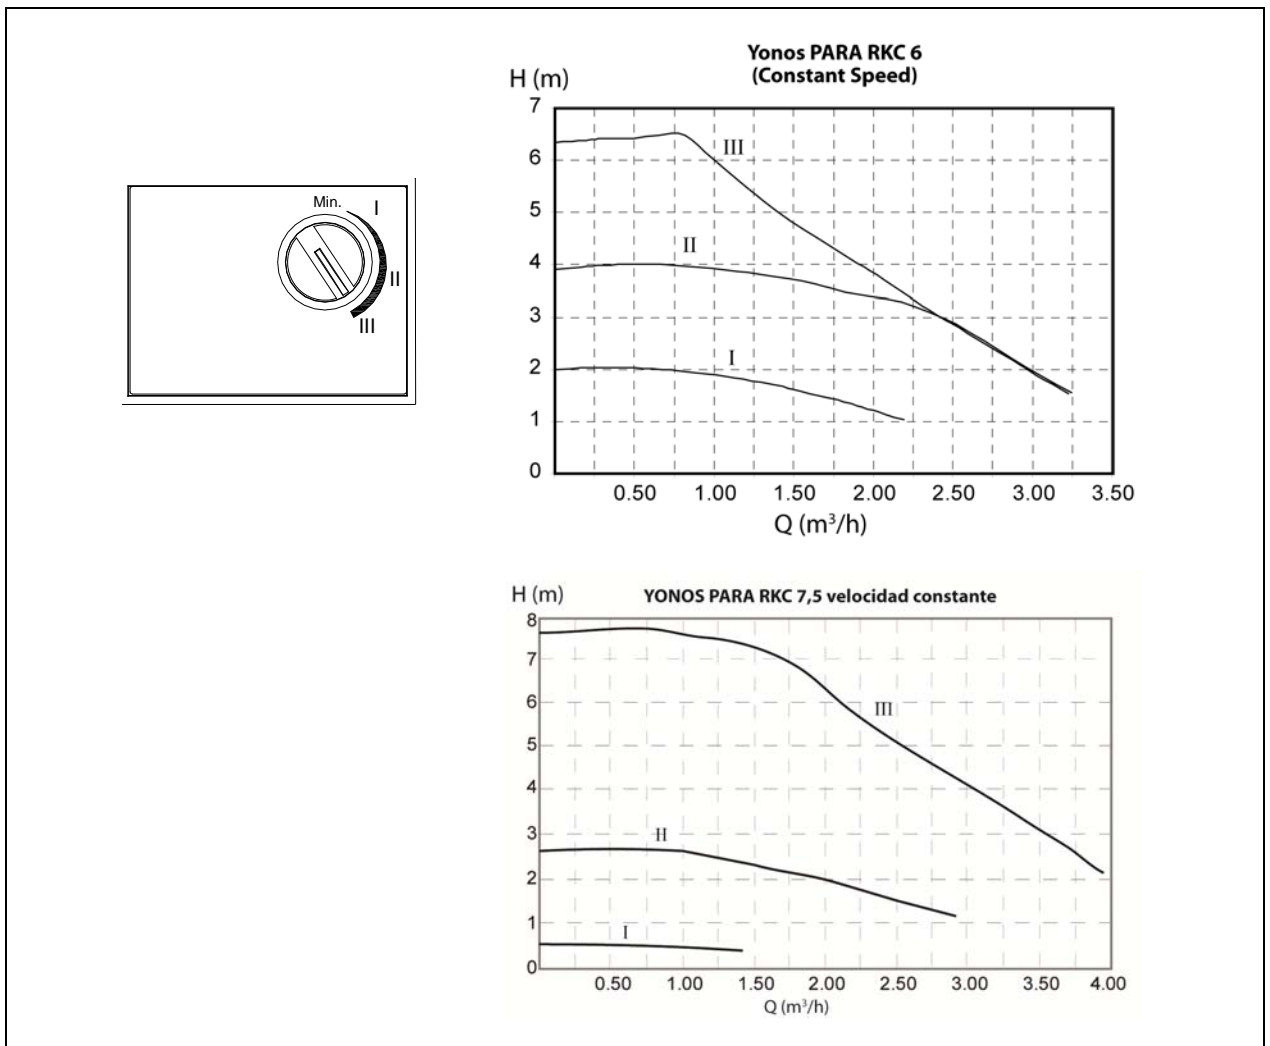 Min.
I
II
III
Yonos PARA RKC 6
(Constant Speed)
H (m)
7
6
5
4
3
2
1
0
III
II
I
0.50 1.00 1.50 2.00 2.50 3.00 3.50
Q (m³/h)
H (m)
YONOS PARA RKC 7,5 velocidad constante
8
7
6
5
4
3
2
1
0
III
II
I
0.50 1.00 1.50 2.00 2.50 3.00 3.50 4.00
Q (m³/h)